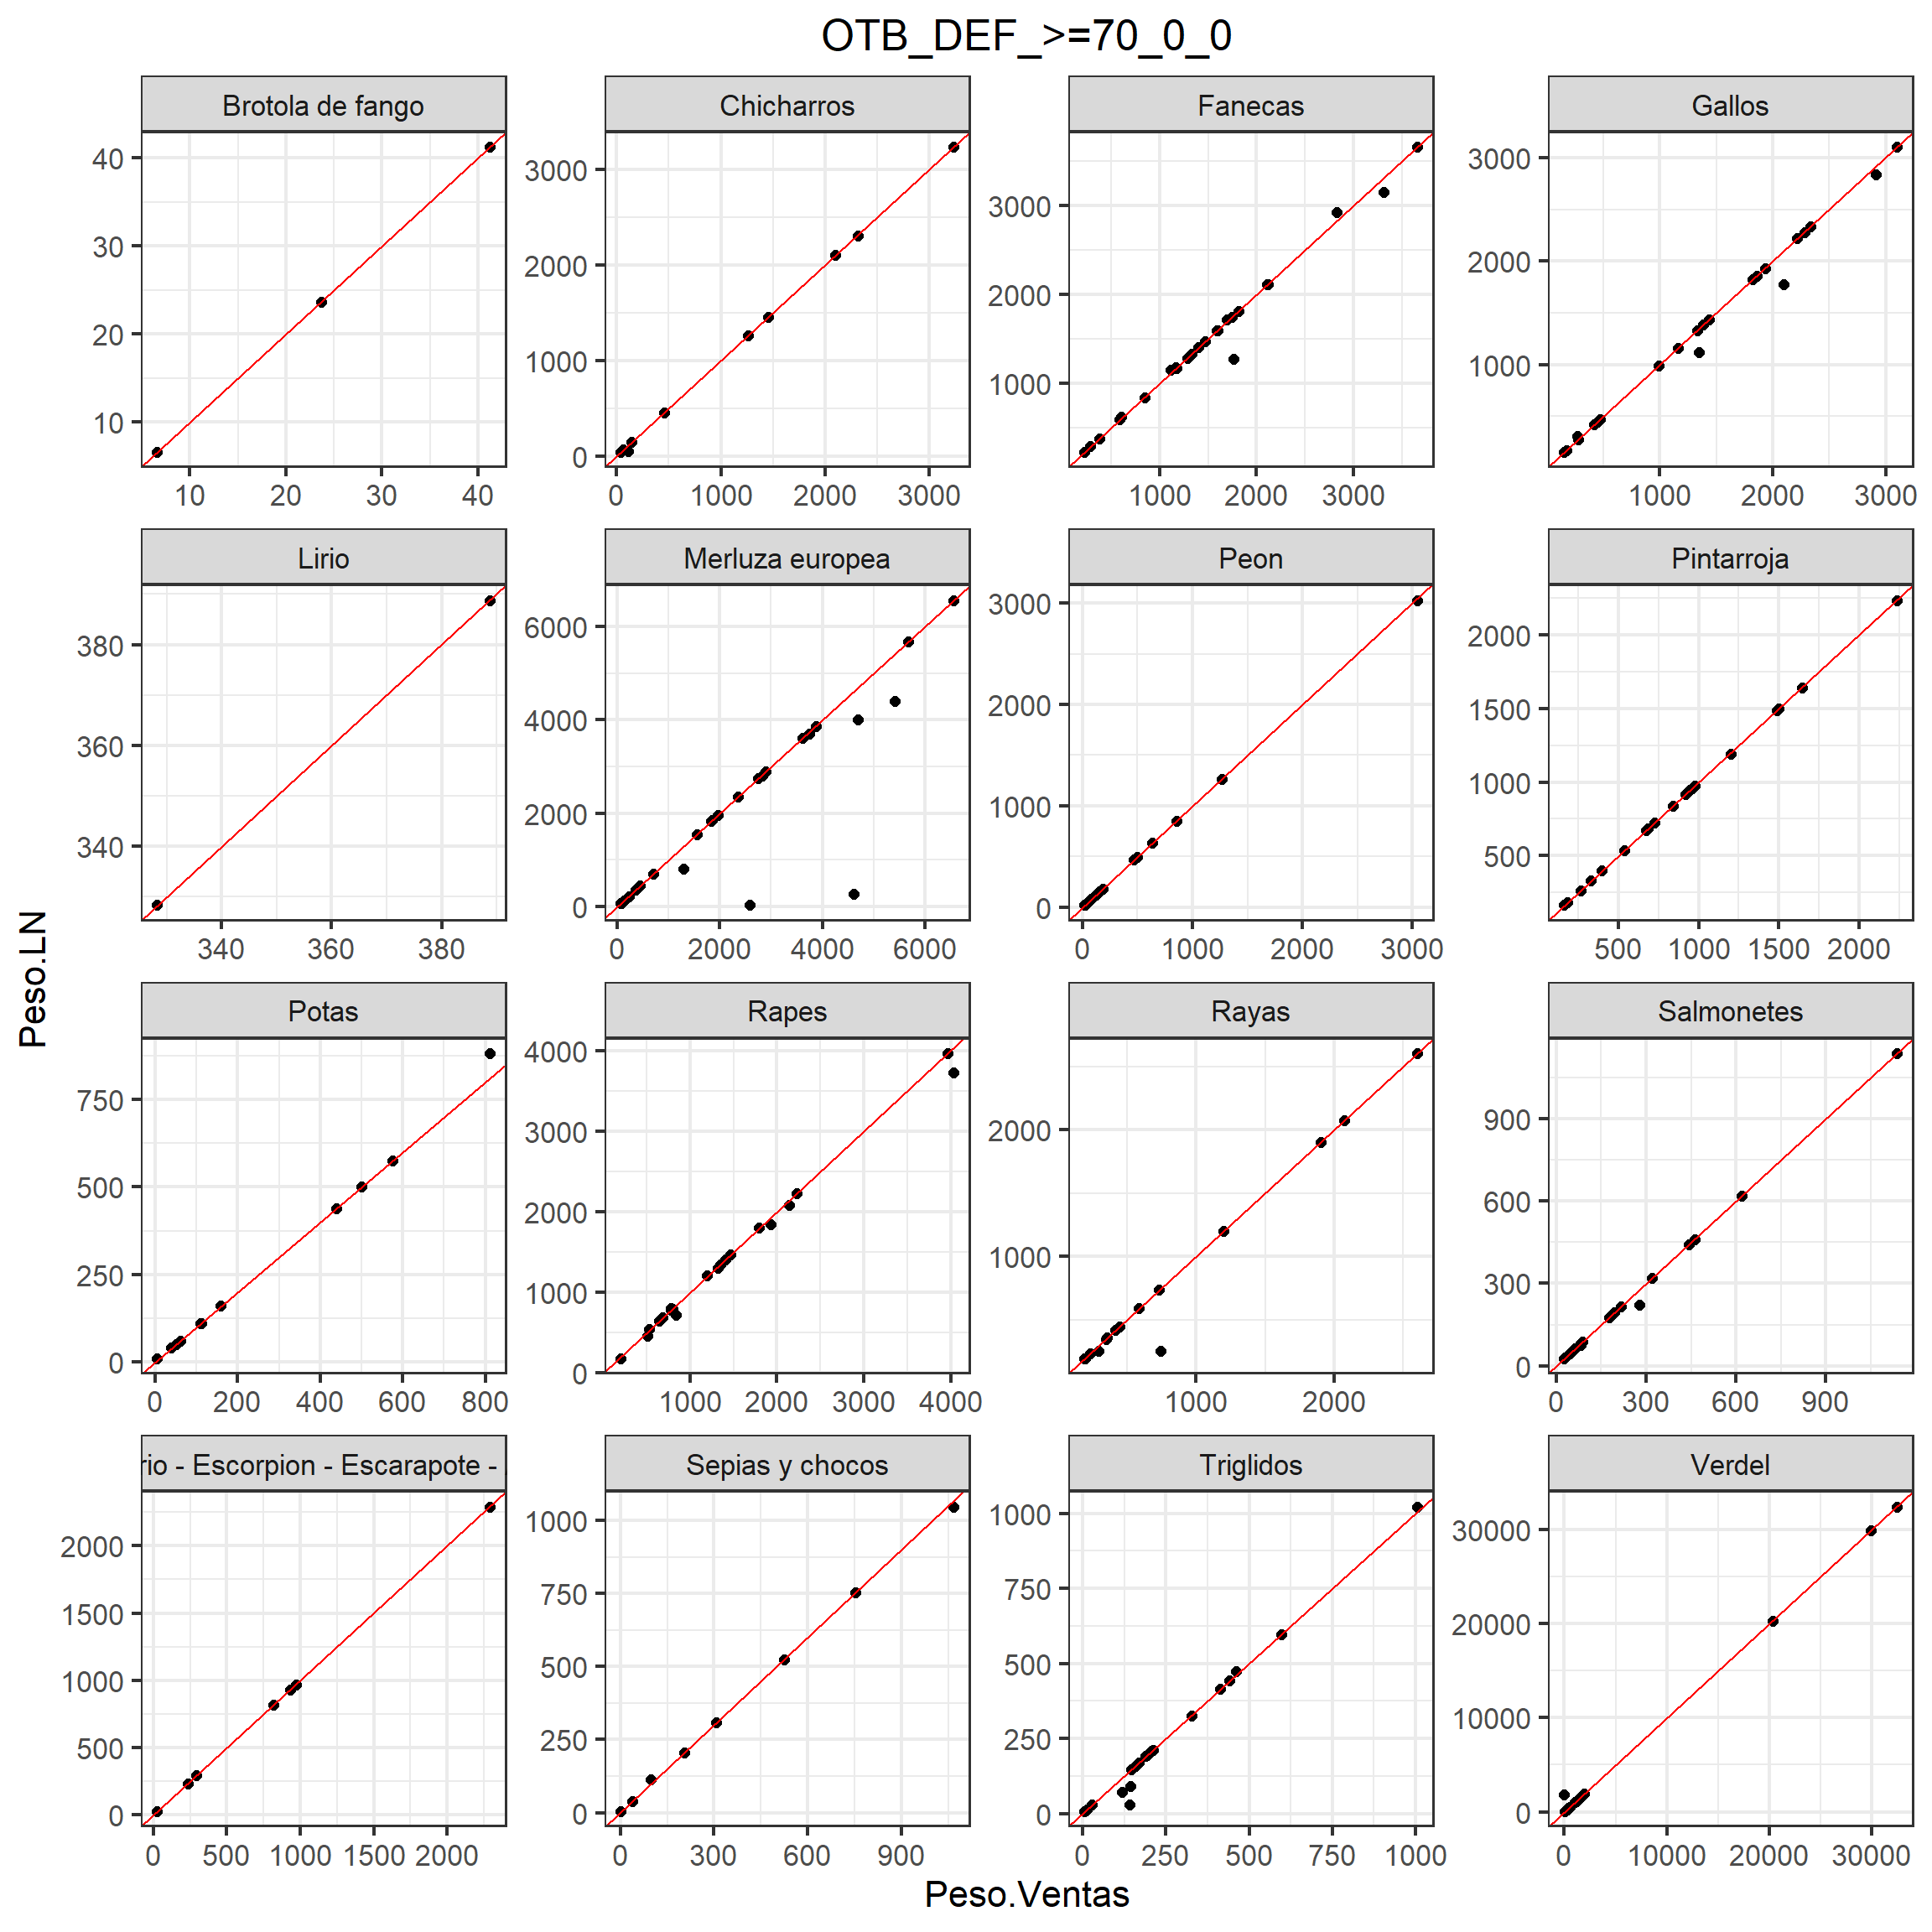 OTB_DEF_>=70_0_0
Brotola de fango
Chicharros
Fanecas
Gallos
40
30
20
10
10 20 30 40
3000
2000
1000
0
0 1000 2000 3000
3000
2000
1000
1000 2000 3000
3000
2000
1000
1000 2000 3000
Lirio
Merluza europea
Peon
Pintarroja
380
360
340
340 360 380
6000
4000
2000
0
0 2000 4000 6000
3000
2000
1000
0
0 1000 2000 3000
2000
1500
1000
500
500 1000 1500 2000
Potas
Rapes
Rayas
Salmonetes
750
500
250
0
0 200 400 600 800
4000
3000
2000
1000
0
1000 2000 3000 4000
2000
1000
1000 2000
900
600
300
0
0 300 600 900
rio - Escorpion - Escarapote -
Sepias y chocos
Triglidos
Verdel
2000
1500
1000
500
0
0 500 1000 1500 2000
1000
750
500
250
0
0 300 600 900
1000
750
500
250
0
0 250 500 750 1000
30000
20000
10000
0
0 10000 20000 30000
Peso.LN
Peso.Ventas